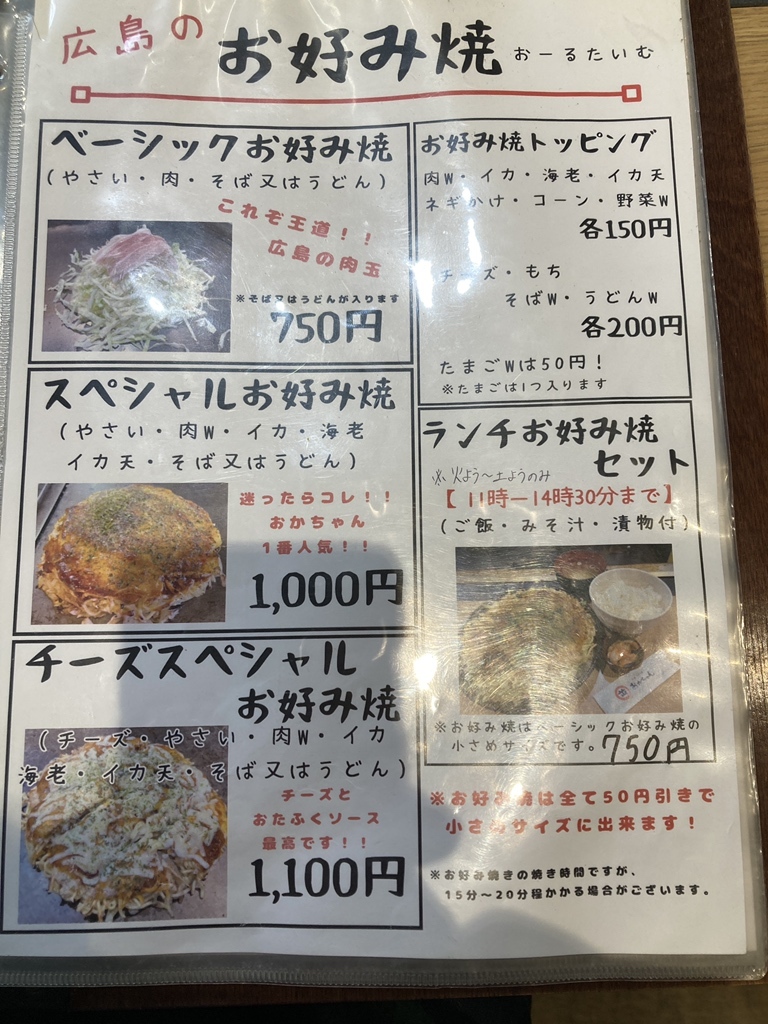 広島の お好み焼 おーるたいむ
ベーシックお好み焼
(やさい・肉・そば又はうどん)
これぞ王道!!
広島の肉玉
※そば又はうどんが入ります
750円
スペシャルお好み焼
(やさい・肉W・イカ・海老
イカ天・そば又はうどん)
迷ったらコレ!!
おかちゃん
1番人気!!
1,000円
チーズスペシャル
お好み焼
(チーズ・やさい・肉W・イカ
海老・イカ天・そば又はうどん)
チーズと
おたふくソース
最高です!!
1,100円
お好み焼トッピング
肉W・イカ・海老・イカ天
ネギかけ・コーン・野菜W
各150円
チーズ・もち
そばW・うどんW
各200円
たまごWは50円!
※たまごは1つ入ります
ランチお好み焼
セット
※火よう〜土ようのみ
【11時ー14時30分まで】
(ご飯・みそ汁・漬物付)
※お好み焼はベーシックお好み焼の
小さめサイズです。750円
※お好み焼は全て50円引きで
小さめサイズに出来ます!
※お好み焼きの焼き時間ですが、
15分〜20分程かかる場合がございます。